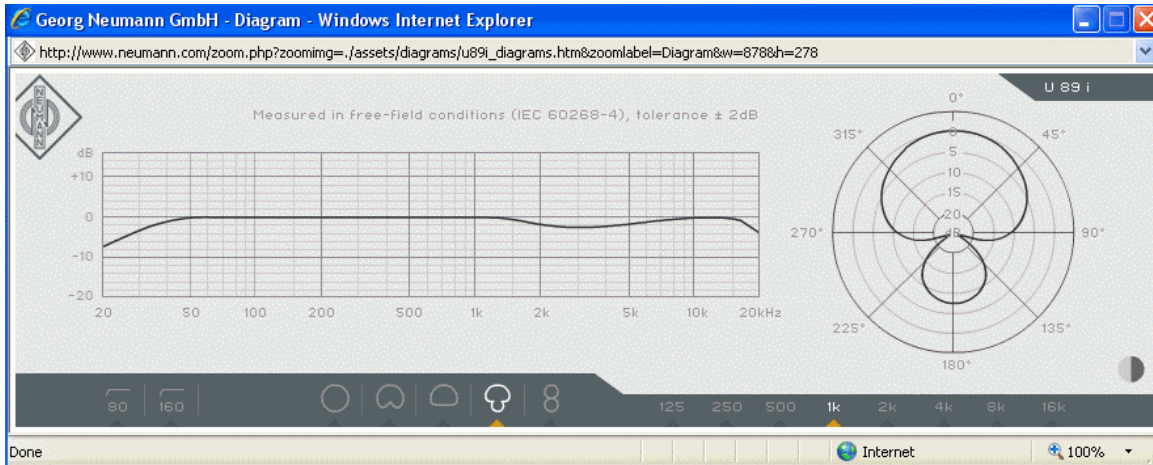 Georg Neumann GmbH - Diagram - Windows Internet Explorer
http://www.neumann.com/zoom.php?zoomimg=./assets/diagrams/u89i_diagrams.htm&zoomlabel=Diagram&w=878&h=278
NEUMANN
U 89 i
Measured in free-field conditions (IEC 60268-4), tolerance ± 2dB
dB
+10
0
-10
-20
20 50 100 200 500 1k 2k 5k 10k 20kHz
0°
315° 45°
270° 90°
225° 135°
180°
0
5
10
15
20
dB
80 160
125 250 500 1k 2k 4k 8k 16k
Done Internet 100%